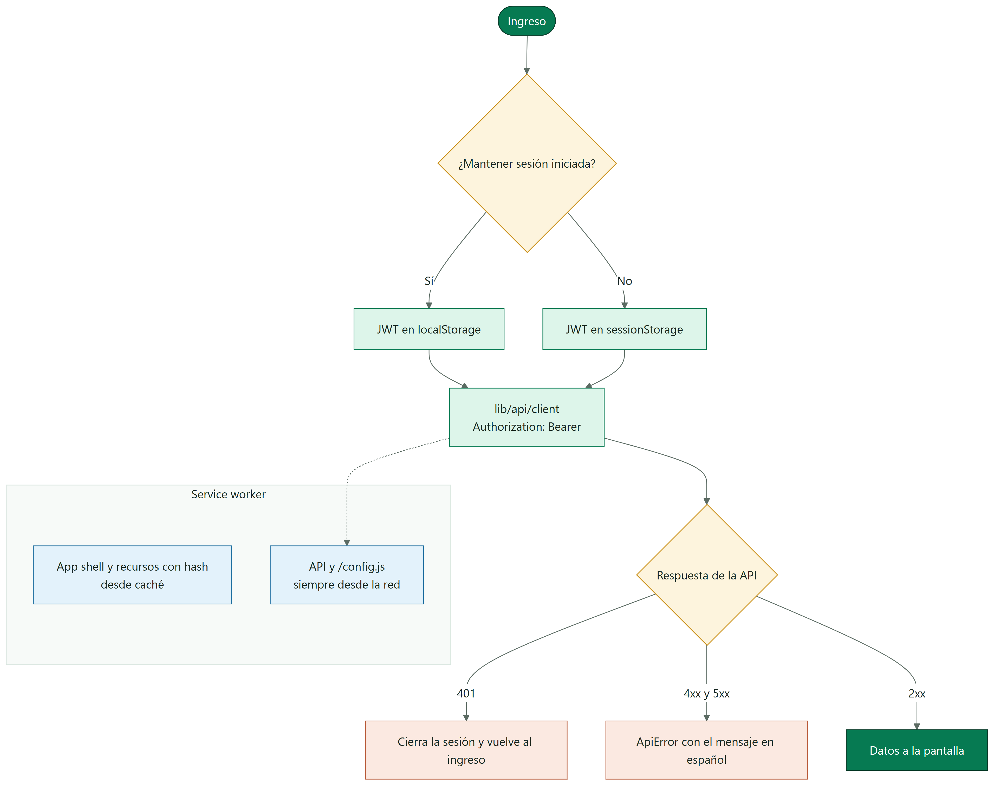 Ingreso
¿Mantener sesión iniciada?
Sí
No
JWT en localStorage
JWT en sessionStorage
lib/api/client
Authorization: Bearer
Service worker
App shell y recursos con hash
desde caché
API y /config.js
siempre desde la red
Respuesta de la API
401
4xx y 5xx
2xx
Cierra la sesión y vuelve al
ingreso
ApiError con el mensaje en
español
Datos a la pantalla